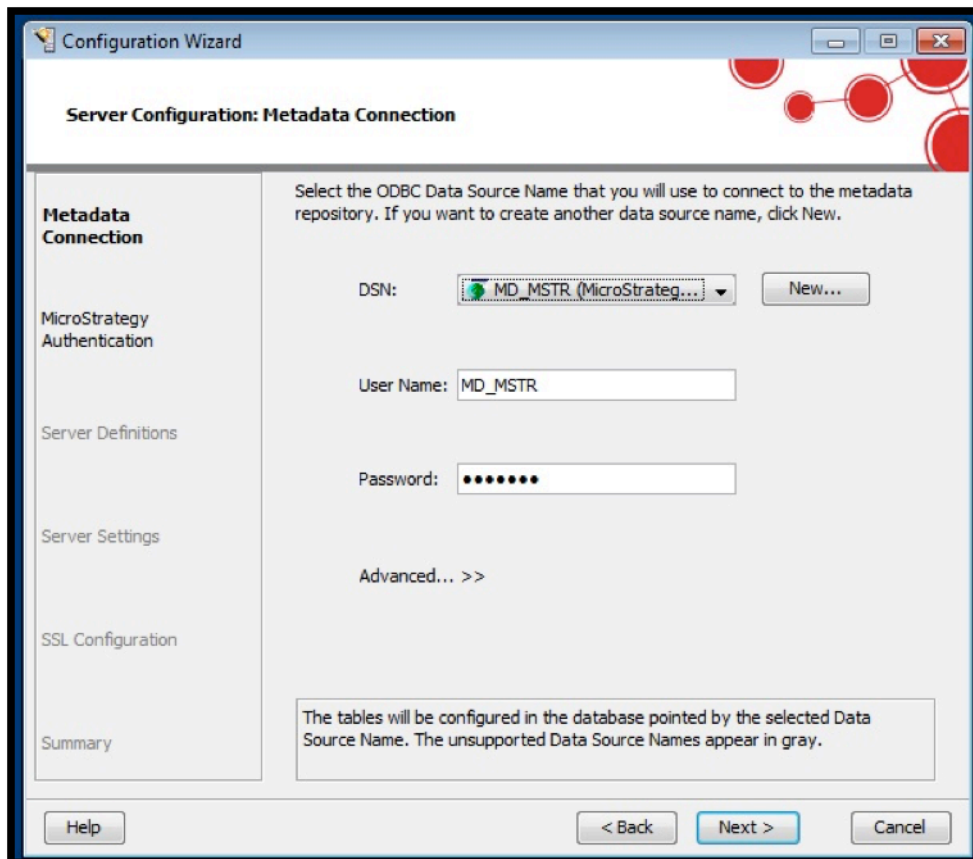 Configuration Wizard
Server Configuration: Metadata Connection
Metadata
Connection
MicroStrategy
Authentication
Server Definitions
Server Settings
SSL Configuration
Summary
Select the ODBC Data Source Name that you will use to connect to the metadata
repository. If you want to create another data source name, click New.
DSN: MD_MSTR (MicroStrateg... New...
User Name: MD_MSTR
Password: •••••••
Advanced... >>
The tables will be configured in the database pointed by the selected Data
Source Name. The unsupported Data Source Names appear in gray.
Help < Back Next > Cancel